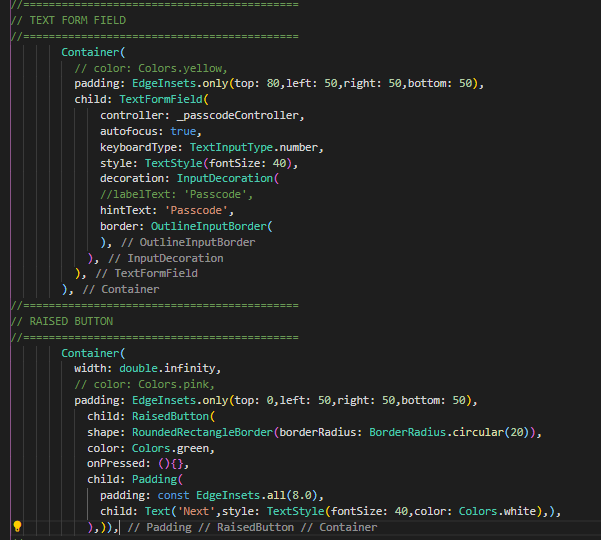 //===========================================
// TEXT FORM FIELD
//===========================================
Container(
// color: Colors.yellow,
padding: EdgeInsets.only(top: 80,left: 50,right: 50,bottom: 50),
child: TextFormField(
controller: _passcodeController,
autofocus: true,
keyboardType: TextInputType.number,
style: TextStyle(fontSize: 40),
decoration: InputDecoration(
//labelText: 'Passcode',
hintText: 'Passcode',
border: OutlineInputBorder(
), // OutlineInputBorder
), // InputDecoration
), // TextFormField
), // Container
//===========================================
// RAISED BUTTON
//===========================================
Container(
width: double.infinity,
// color: Colors.pink,
padding: EdgeInsets.only(top: 0,left: 50,right: 50,bottom: 50),
child: RaisedButton(
shape: RoundedRectangleBorder(borderRadius: BorderRadius.circular(20)),
color: Colors.green,
onPressed: (){},
child: Padding(
padding: const EdgeInsets.all(8.0),
child: Text('Next',style: TextStyle(fontSize: 40,color: Colors.white),),
),)), // Padding // RaisedButton // Container